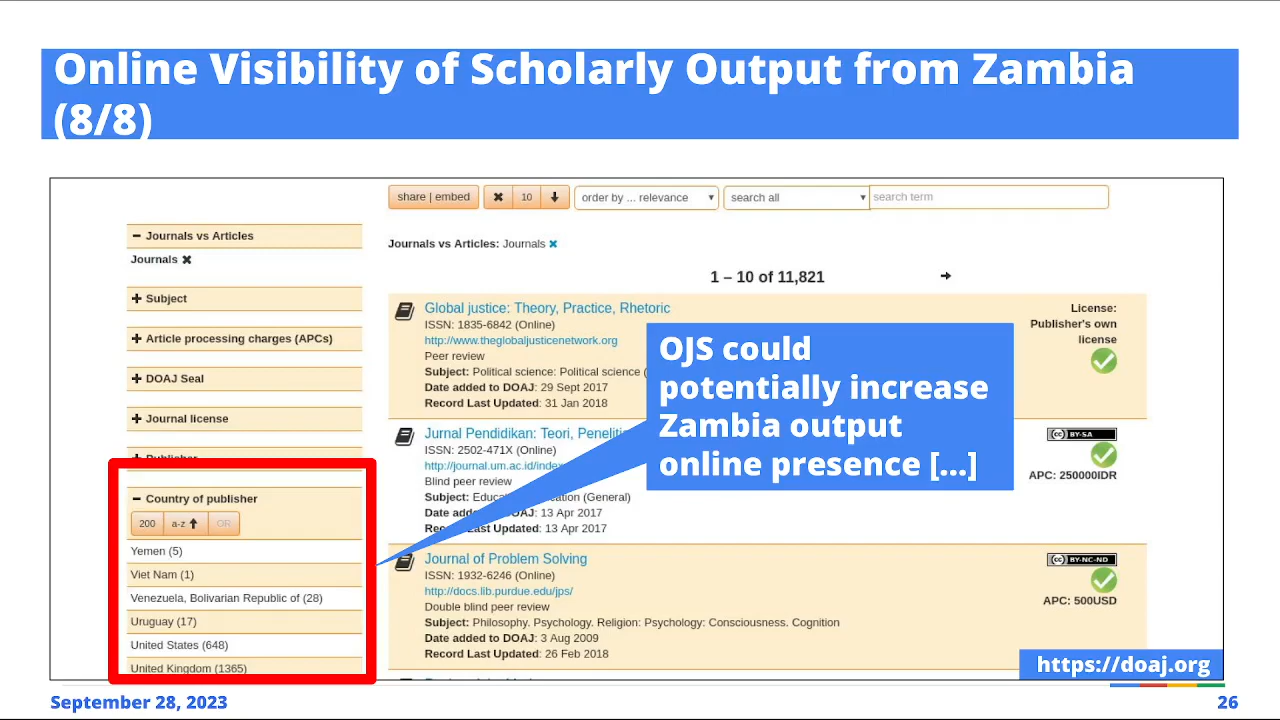 Online Visibility of Scholarly Output from Zambia
(8/8)
share | embed
10
order by ... relevance
search all
search term
Journals vs Articles
Journals
Subject
Article processing charges (APCs)
DOAJ Seal
Journal license
Publisher
Country of publisher
200
a-z
OR
Yemen (5)
Viet Nam (1)
Venezuela, Bolivarian Republic of (28)
Uruguay (17)
United States (648)
United Kingdom (1365)
Journals vs Articles: Journals
1 – 10 of 11,821
Global justice: Theory, Practice, Rhetoric
ISSN: 1835-6842 (Online)
http://www.theglobaljusticenetwork.org
Peer review
Subject: Political science: Political science (
Date added to DOAJ: 29 Sept 2017
Record Last Updated: 31 Jan 2018
License:
Publisher's own
license
Jurnal Pendidikan: Teori,
ISSN: 2502-471X (Online)
http://journal.um.ac.id/index
Blind peer review
Subject: (General)
Date 13 Apr 2017
Last Updated: 13 Apr 2017
CC BY-SA
APC: 250000IDR
Journal of Problem Solving
ISSN: 1932-6246 (Online)
http://docs.lib.purdue.edu/jps/
Double blind peer review
Subject: Philosophy. Psychology. Religion: Psychology: Consciousness. Cognition
Date added to DOAJ: 3 Aug 2009
Record Last Updated: 26 Feb 2018
CC BY-NC-ND
APC: 500USD
OJS could
potentially increase
Zambia output
online presence [...]
https://doaj.org
September 28, 2023
26